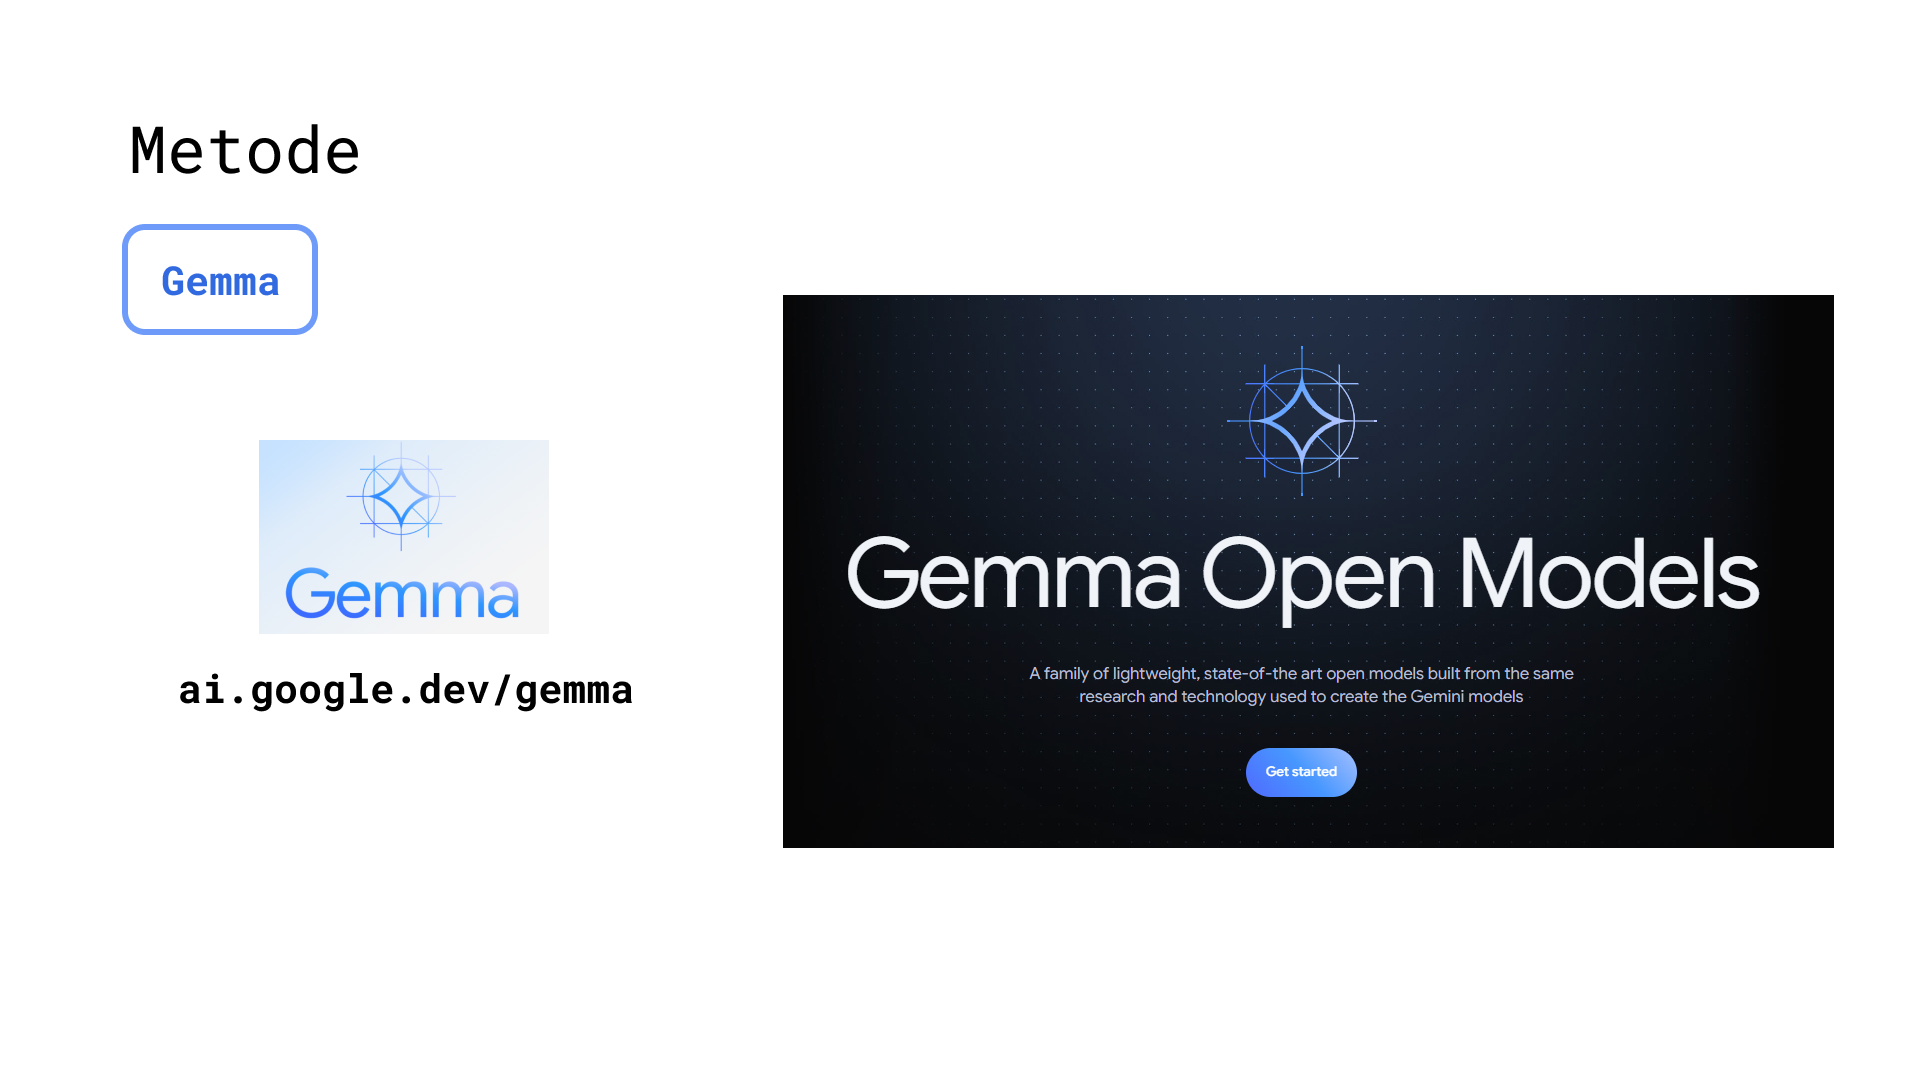 Metode
Gemma
Gemma
ai.google.dev/gemma
Gemma Open Models
A family of lightweight, state-of-the art open models built from the same
research and technology used to create the Gemini models
Get started